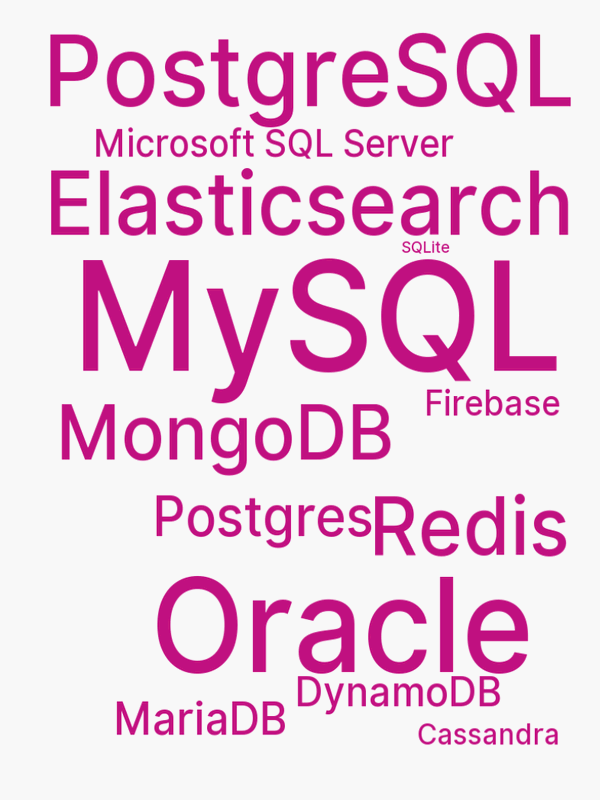 PostgreSQL
Microsoft SQL Server
Elasticsearch
SQLite
MySQL
Firebase
MongoDB
Postgres
Redis
Oracle
DynamoDB
MariaDB
Cassandra